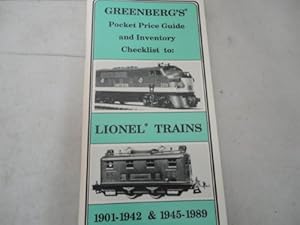 GREENBERG'S®
Pocket Price Guide
and Inventory
Checklist to:
LIONEL® TRAINS
1901-1942 & 1945-1989